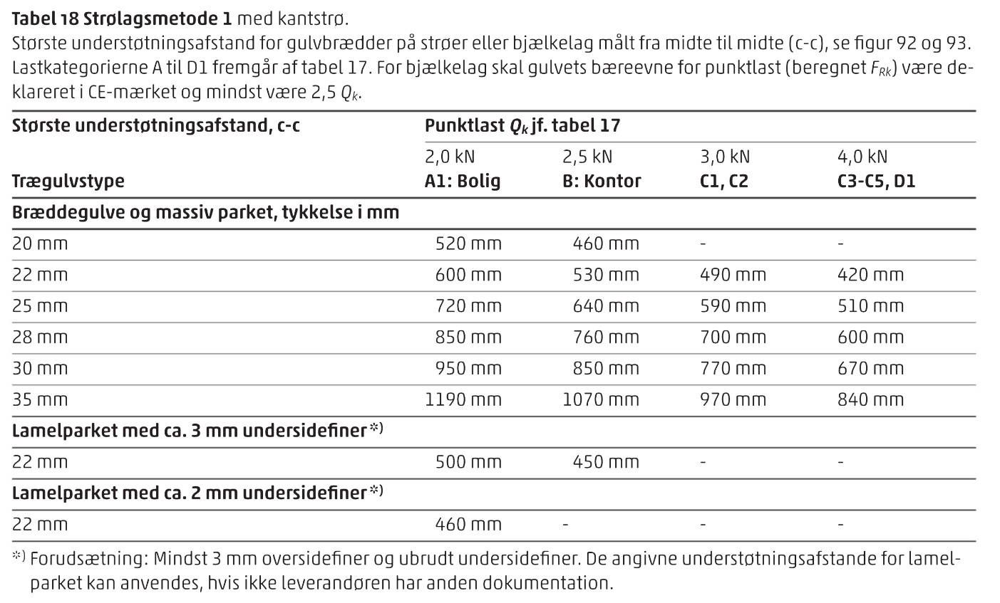 Tabel 18 Strølagsmetode 1 med kantstrø.
Største understøtningsafstand for gulvbrædder på strøer eller bjælkelag målt fra midte til midte (c-c), se figur 92 og 93.
Lastkategorierne A til D1 fremgår af tabel 17. For bjælkelag skal gulvets bæreevne for punktlast (beregnet FRk) være de-
klareret i CE-mærket og mindst være 2,5 Qk.
Største understøtningsafstand, c-c Punktlast Qk jf. tabel 17
2,0 kN 2,5 kN 3,0 kN 4,0 kN
Trægulvstype A1: Bolig B: Kontor C1, C2 C3-C5, D1
Bræddegulve og massiv parket, tykkelse i mm
20 mm 520 mm 460 mm - -
22 mm 600 mm 530 mm 490 mm 420 mm
25 mm 720 mm 640 mm 590 mm 510 mm
28 mm 850 mm 760 mm 700 mm 600 mm
30 mm 950 mm 850 mm 770 mm 670 mm
35 mm 1190 mm 1070 mm 970 mm 840 mm
Lamelparket med ca. 3 mm undersidefiner*)
22 mm 500 mm 450 mm - -
Lamelparket med ca. 2 mm undersidefiner*)
22 mm 460 mm - - -
*) Forudsætning: Mindst 3 mm oversidefiner og ubrudt undersidefiner. De angivne understøtningsafstande for lamel-
parket kan anvendes, hvis ikke leverandøren har anden dokumentation.